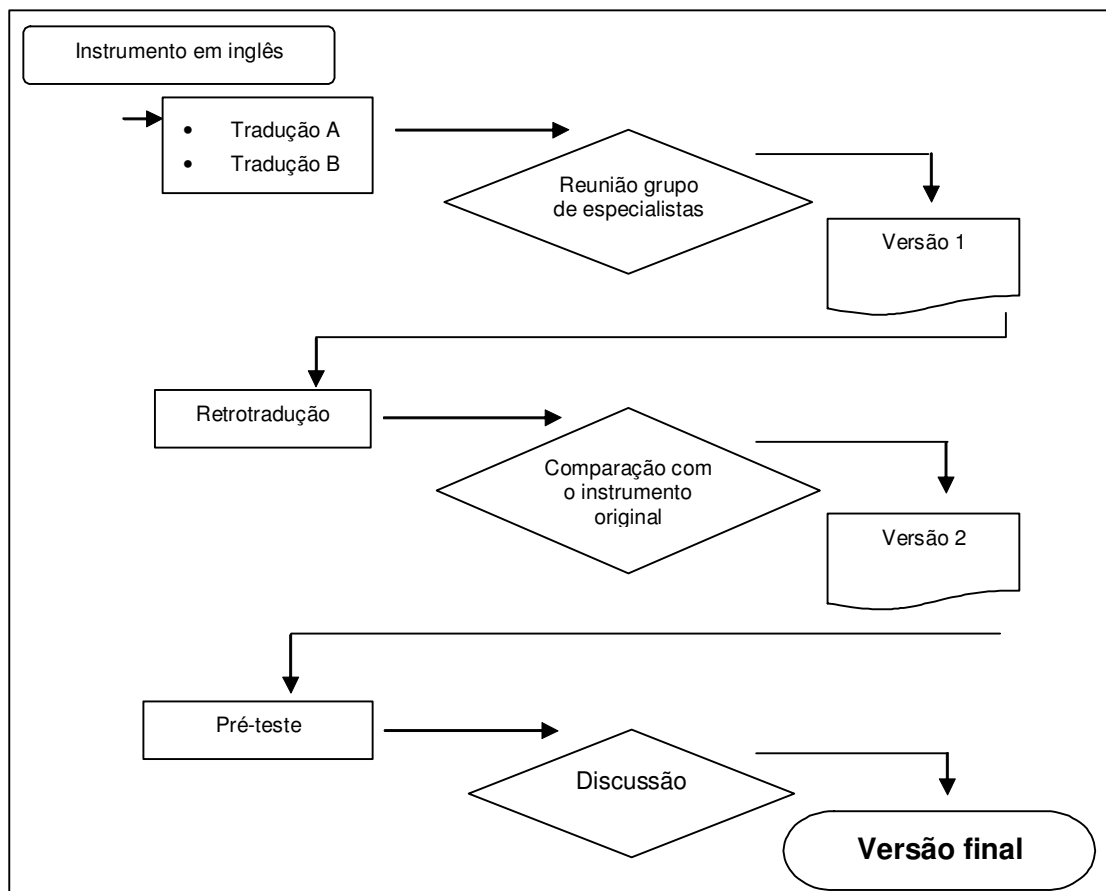 Instrumento em inglês
• Tradução A
• Tradução B
Reunião grupo
de especialistas
Versão 1
Retrotradução
Comparação com
o instrumento
original
Versão 2
Pré-teste
Discussão
Versão final